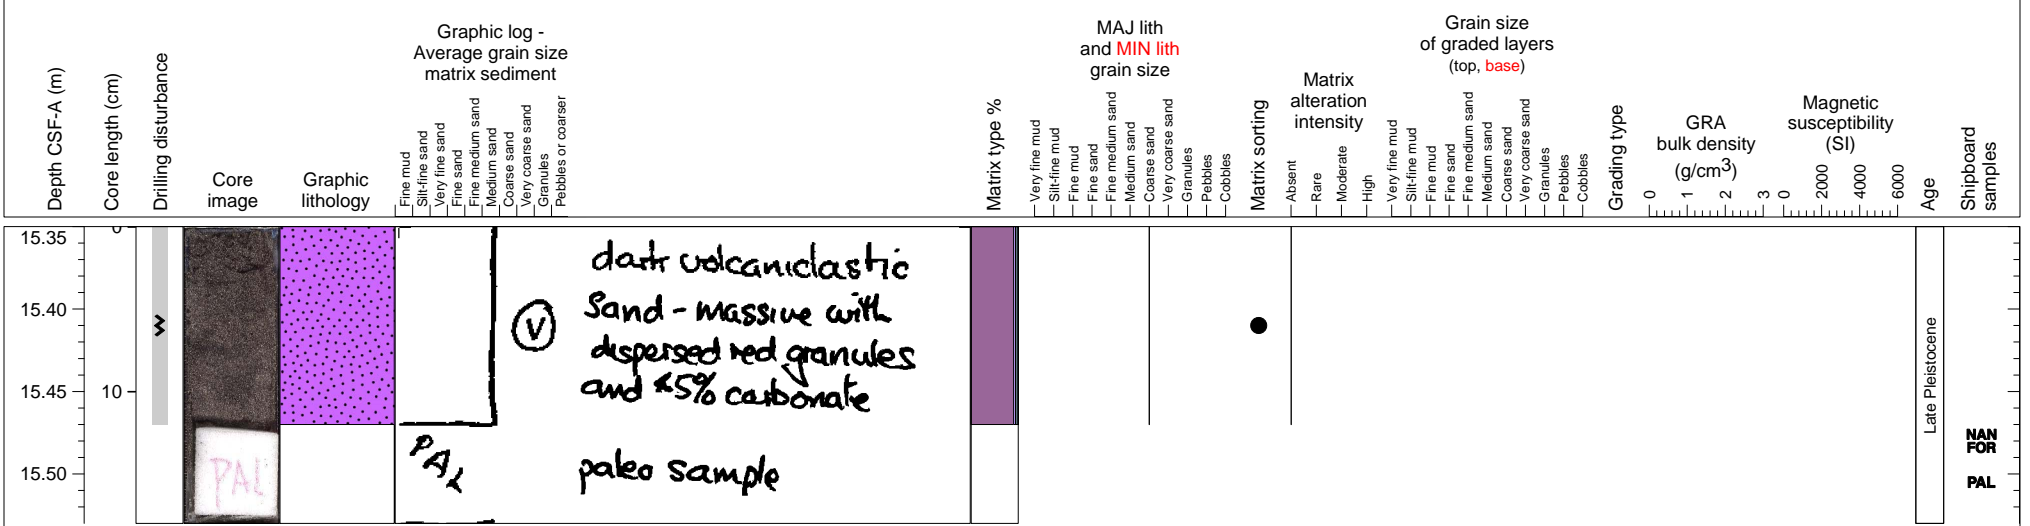 Depth CSF-A (m)
Core length (cm)
Drilling disturbance
Core
image
Graphic
lithology
Graphic log -
Average grain size
matrix sediment
Fine mud
Silt-fine sand
Very fine sand
Fine sand
Fine medium sand
Medium sand
Coarse sand
Very coarse sand
Granules
Pebbles or coarser
Matrix type %
MAJ lith
and MIN lith
grain size
Very fine mud
Silt-fine mud
Fine mud
Fine sand
Fine medium sand
Medium sand
Coarse sand
Very coarse sand
Granules
Pebbles
Cobbles
Matrix sorting
Matrix
alteration
intensity
Absent
Rare
Moderate
High
Grain size
of graded layers
(top, base)
Very fine mud
Silt-fine mud
Fine mud
Fine sand
Fine medium sand
Medium sand
Coarse sand
Very coarse sand
Granules
Pebbles
Cobbles
Grading type
GRA
bulk density
(g/cm3)
0 1 2 3
Magnetic
susceptibility
(SI)
0 2000 4000 6000
Age
Shipboard
samples
15.35
15.40
15.45
15.50
0
10
PAL
V
dark volcaniclastic
Sand - massive with
dispersed red granules
and <5% carbonate
PAL
paleo sample
Late Pleistocene
NAN
FOR
PAL